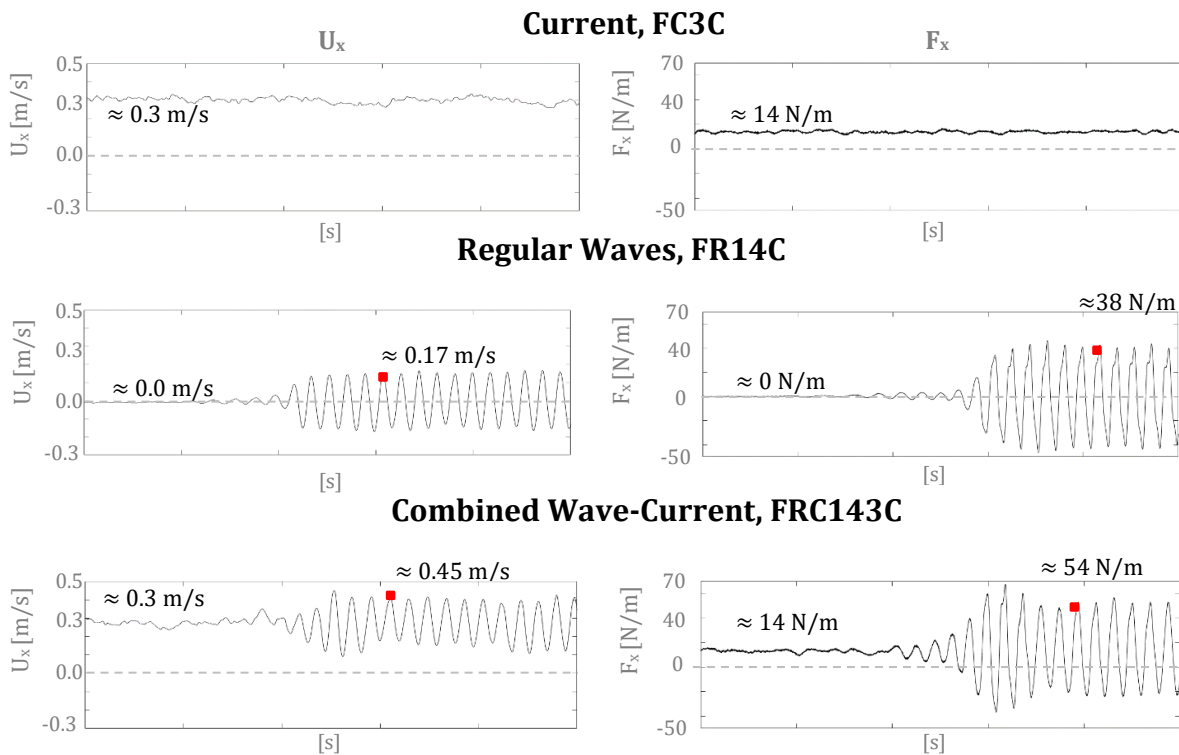 Current, FC3C
Uₓ
Fₓ
Uₓ [m/s]
0.5
0.3
0.0
-0.3
≈ 0.3 m/s
[s]
Fₓ [N/m]
70
40
0
-50
≈ 14 N/m
[s]
Regular Waves, FR14C
Uₓ [m/s]
0.5
0.3
0.0
-0.3
≈ 0.0 m/s
≈ 0.17 m/s
[s]
Fₓ [N/m]
70
40
0
-50
≈ 0 N/m
≈38 N/m
[s]
Combined Wave-Current, FRC143C
Uₓ [m/s]
0.5
0.3
0.0
-0.3
≈ 0.3 m/s
≈ 0.45 m/s
[s]
Fₓ [N/m]
70
40
0
-50
≈ 14 N/m
≈ 54 N/m
[s]